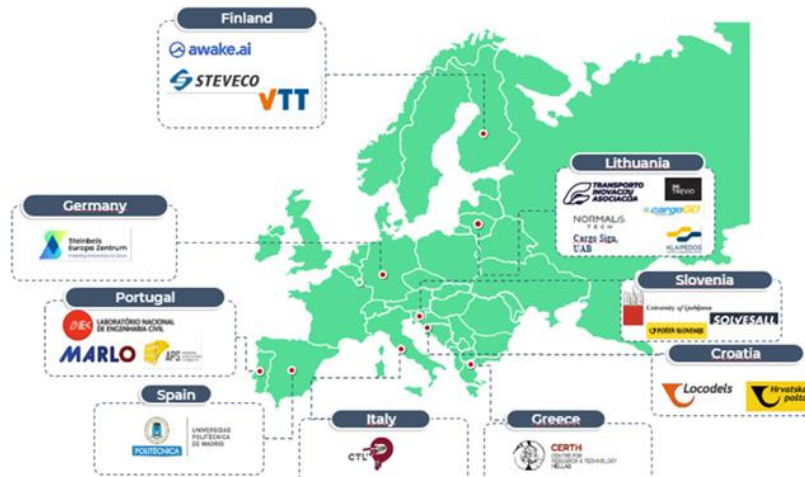 Finland
awake.ai
STEVECO
VTT
Lithuania
TRANSPORTO
INOVACIJŲ
ASOCIACIJA
TREVIO
NORMALIS
TECH
cargoGO
Cargo Siga,
UAB
KLAIPĖDOS
Germany
Steinbeis
Europa Zentrum
Portugal
LNEC
LABORATÓRIO NACIONAL
DE ENGENHARIA CIVIL
MARLO
APS
Slovenia
University of Ljubljana
POŠTA SLOVENIJE
SOLVESALL
Croatia
Locodels
Hrvatska
pošta
Spain
POLITÉCNICA
UNIVERSIDAD
POLITÉCNICA
DE MADRID
Italy
CTL
Greece
CERTH
CENTRE FOR
RESEARCH & TECHNOLOGY
HELLAS